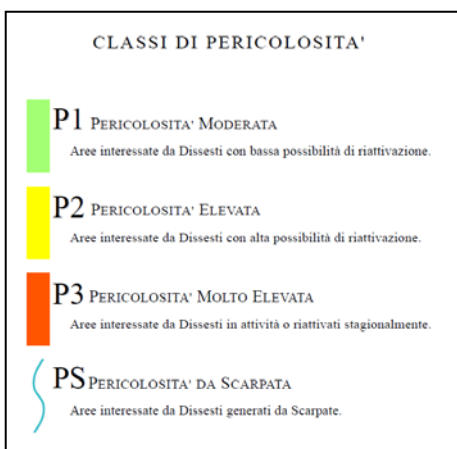 CLASSI DI PERICOLOSITA'
P1 PERICOLOSITA' MODERATA
Aree interessate da Dissesti con bassa possibilità di riattivazione.
P2 PERICOLOSITA' ELEVATA
Aree interessate da Dissesti con alta possibilità di riattivazione.
P3 PERICOLOSITA' MOLTO ELEVATA
Aree interessate da Dissesti in attività o riattivati stagionalmente.
PS PERICOLOSITA' DA SCARPATA
Aree interessate da Dissesti generati da Scarpate.